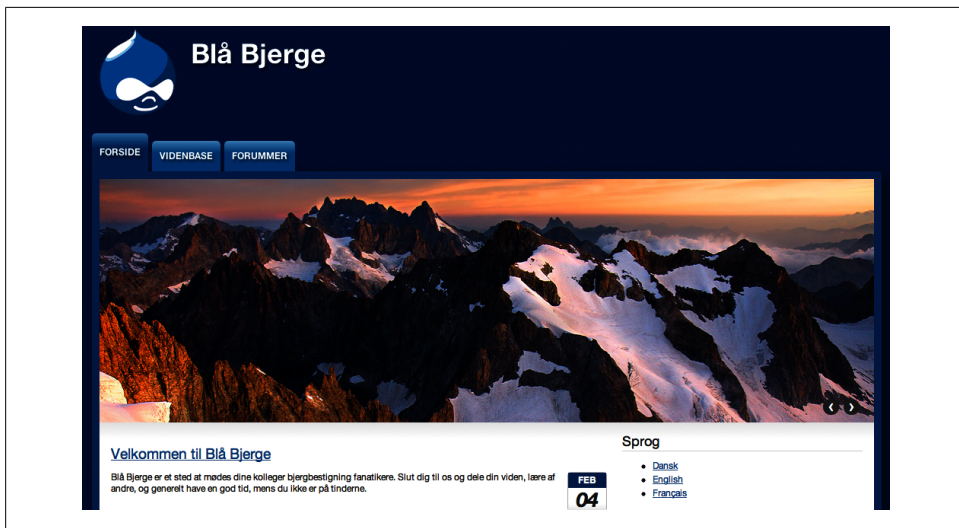 Blå Bjerge
FORSIDE
VIDENBASE
FORUMMER
Velkommen til Blå Bjerge
Blå Bjerge er et sted at mødes dine kolleger bjergbestigning fanatikere. Slut dig til os og dele din viden, lære af
andre, og generelt have en god tid, mens du ikke er på tinderne.
FEB
04
Sprog
Dansk
English
Français